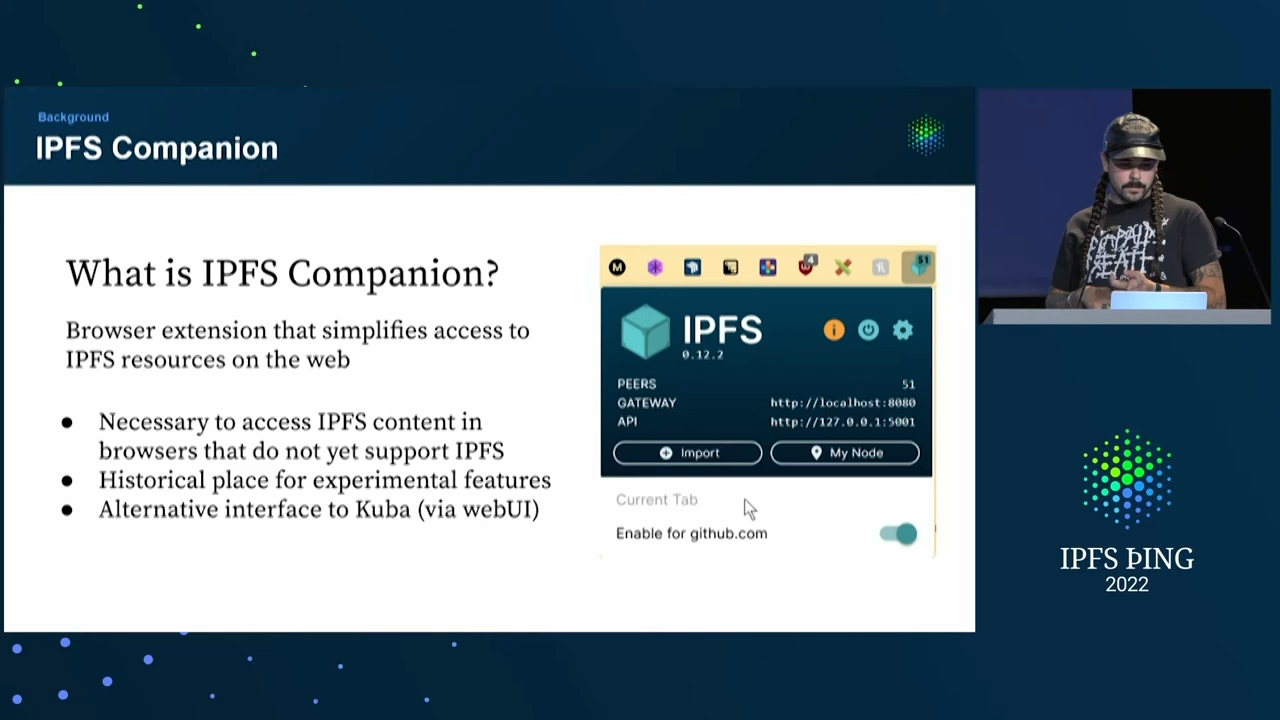 Background
IPFS Companion
What is IPFS Companion?
Browser extension that simplifies access to
IPFS resources on the web
● Necessary to access IPFS content in
browsers that do not yet support IPFS
● Historical place for experimental features
● Alternative interface to Kuba (via webUI)
4
51
IPFS
0.12.2
PEERS 51
GATEWAY http://localhost:8080
API http://127.0.0.1:5001
Import My Node
Current Tab
Enable for github.com
IPFS ÞING
2022